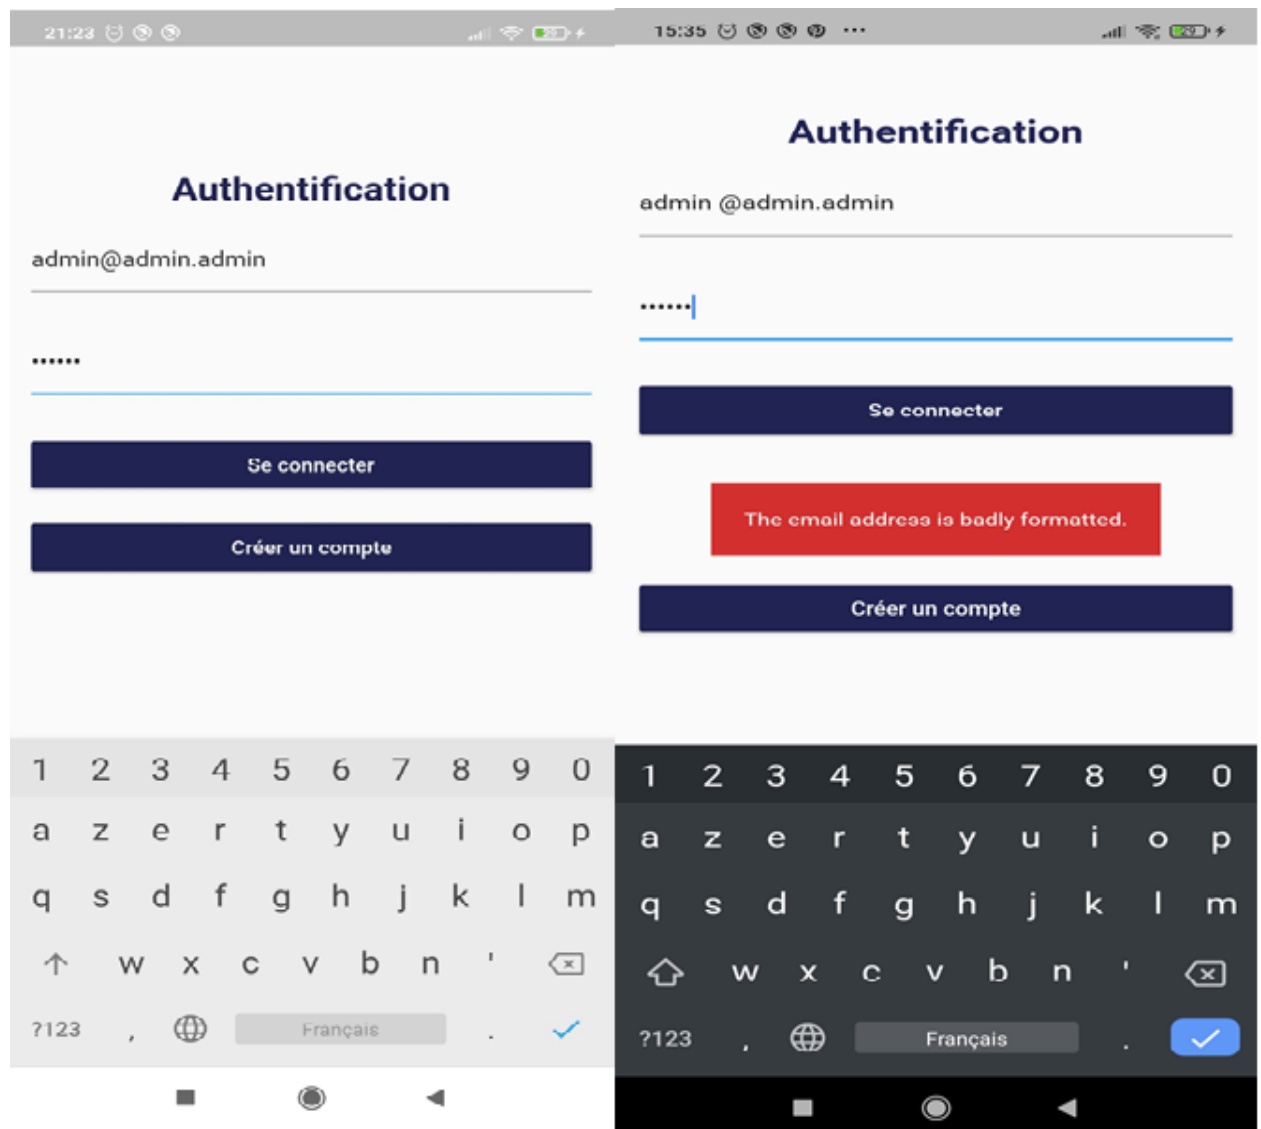 21:23
29
Authentification
admin@admin.admin
••••••
Se connecter
Créer un compte
1 2 3 4 5 6 7 8 9 0
a z e r t y u i o p
q s d f g h j k l m
w x c v b n '
?123 , Français .
15:35
29
Authentification
admin @admin.admin
••••••
Se connecter
The email address is badly formatted.
Créer un compte
1 2 3 4 5 6 7 8 9 0
a z e r t y u i o p
q s d f g h j k l m
w x c v b n '
?123 , Français .